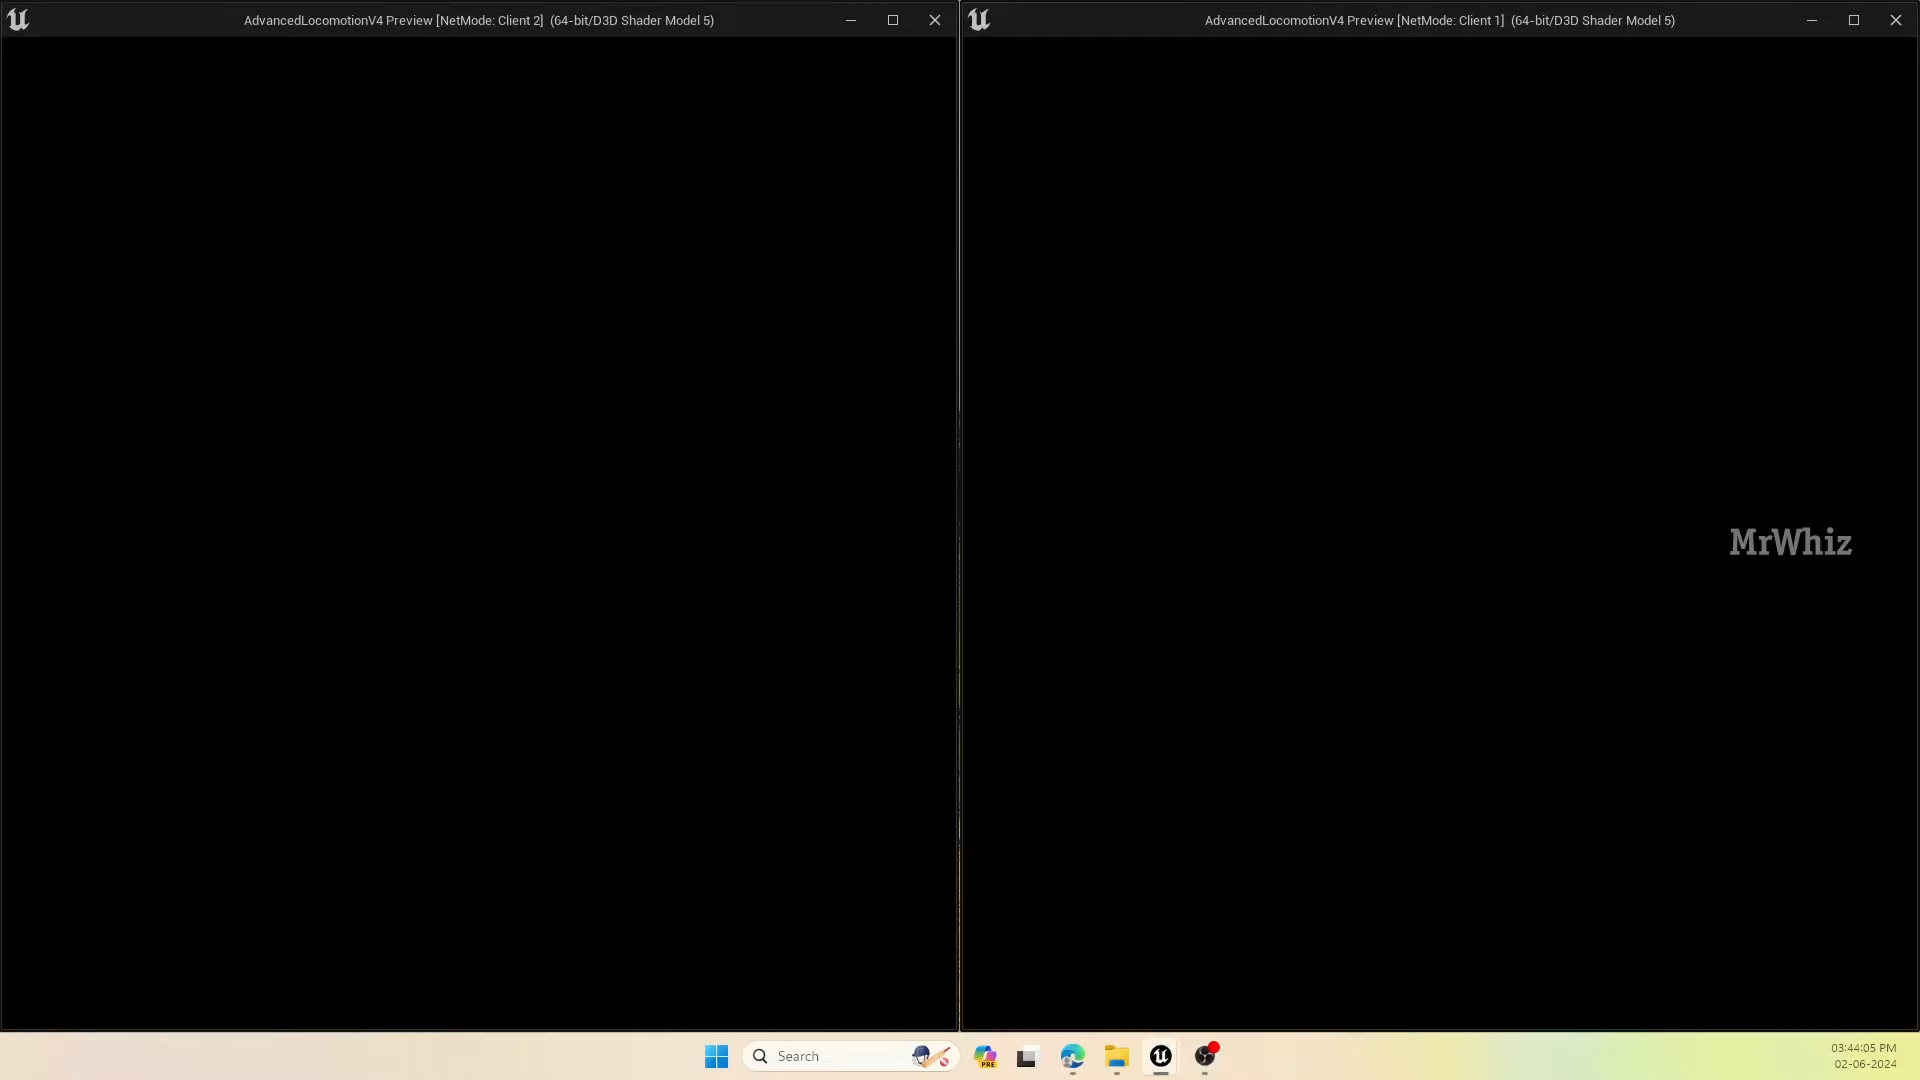 AdvancedLocomotionV4 Preview [NetMode: Client 2] (64-bit/D3D Shader Model 5)
AdvancedLocomotionV4 Preview [NetMode: Client 1] (64-bit/D3D Shader Model 5)
MrWhiz
Search
PRE
03:44:05 PM
02-06-2024